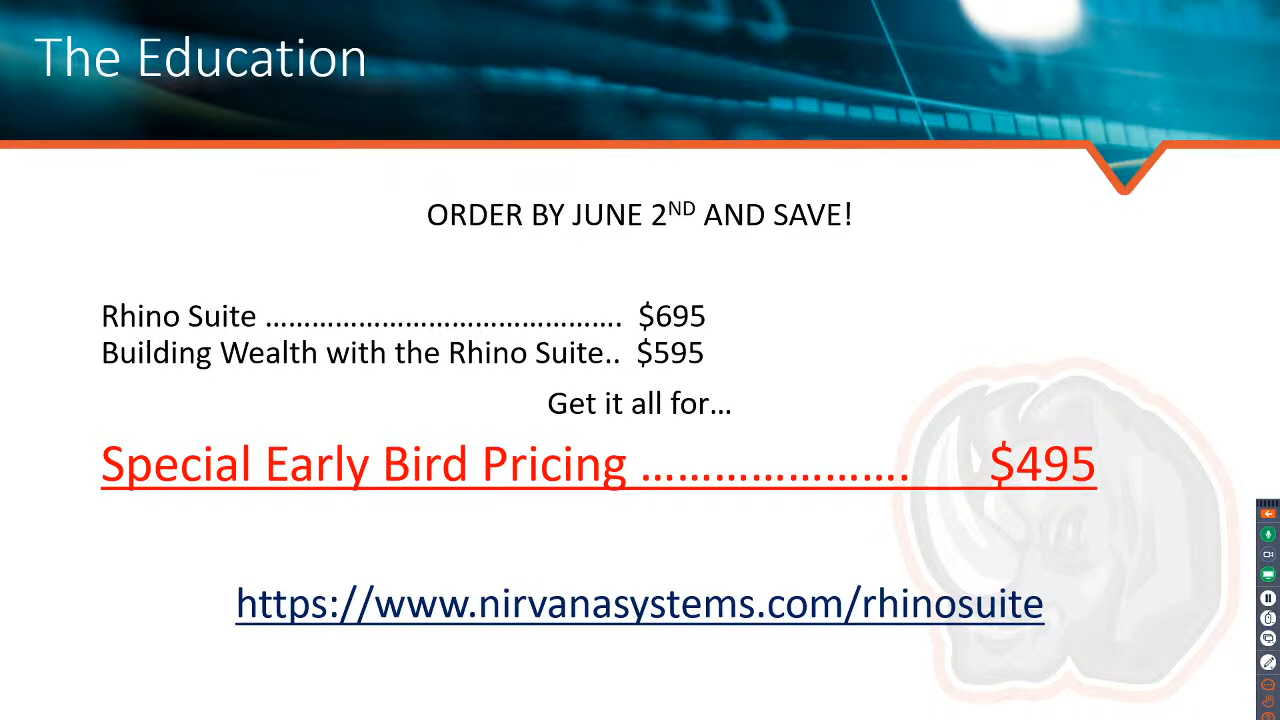 The Education
ORDER BY JUNE 2ND AND SAVE!
Rhino Suite ………………………………………. $695
Building Wealth with the Rhino Suite.. $595
Get it all for…
Special Early Bird Pricing …………………. $495
https://www.nirvanasystems.com/rhinosuite